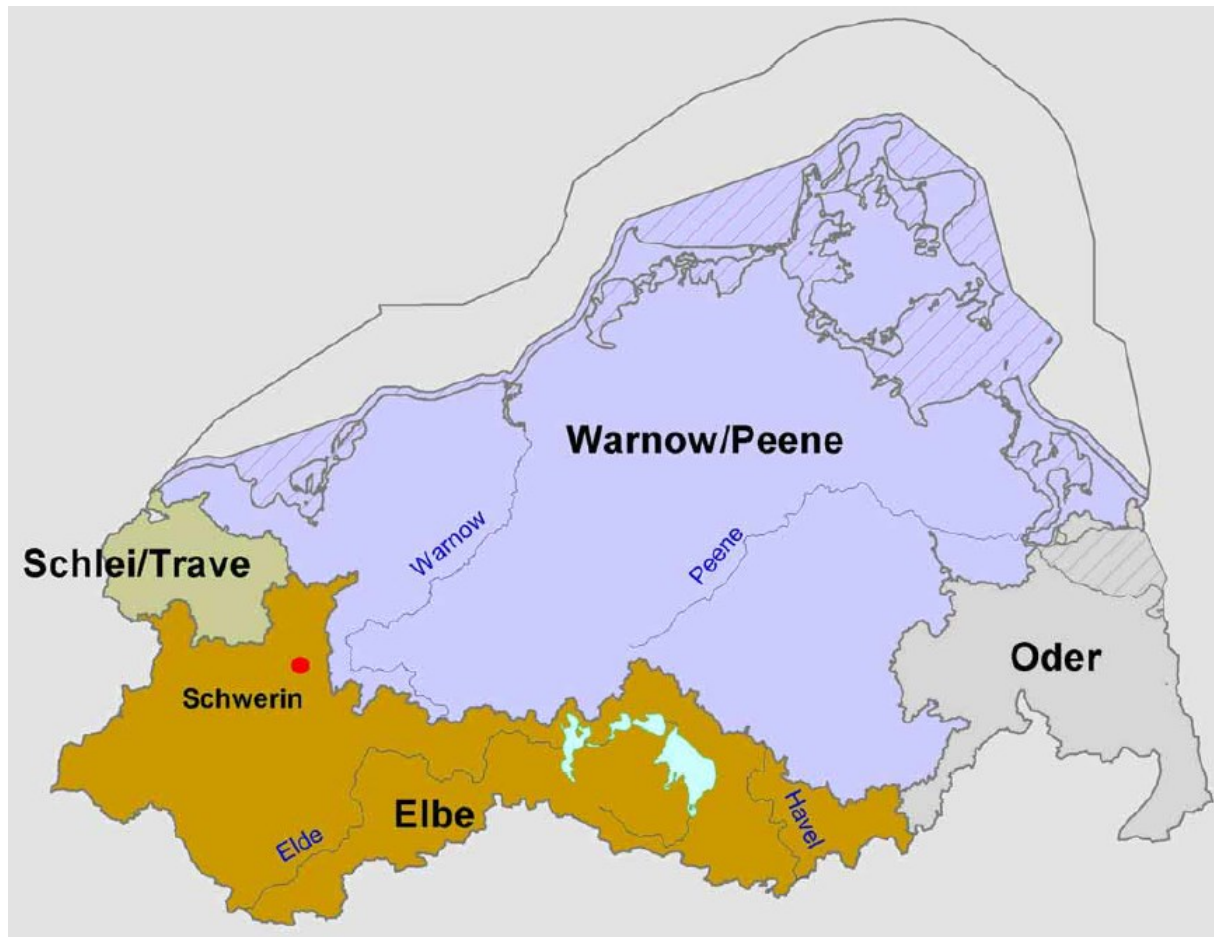 Warnow/Peene
Warnow
Peene
Schlei/Trave
Oder
Schwerin
Elbe
Elde
Havel